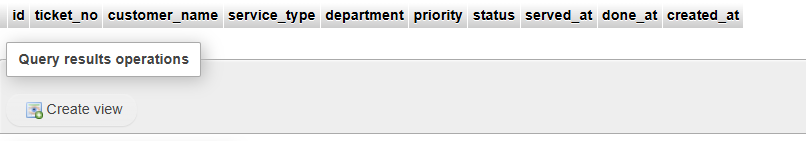 id ticket_no customer_name service_type department priority status served_at done_at created_at
Query results operations
Create view